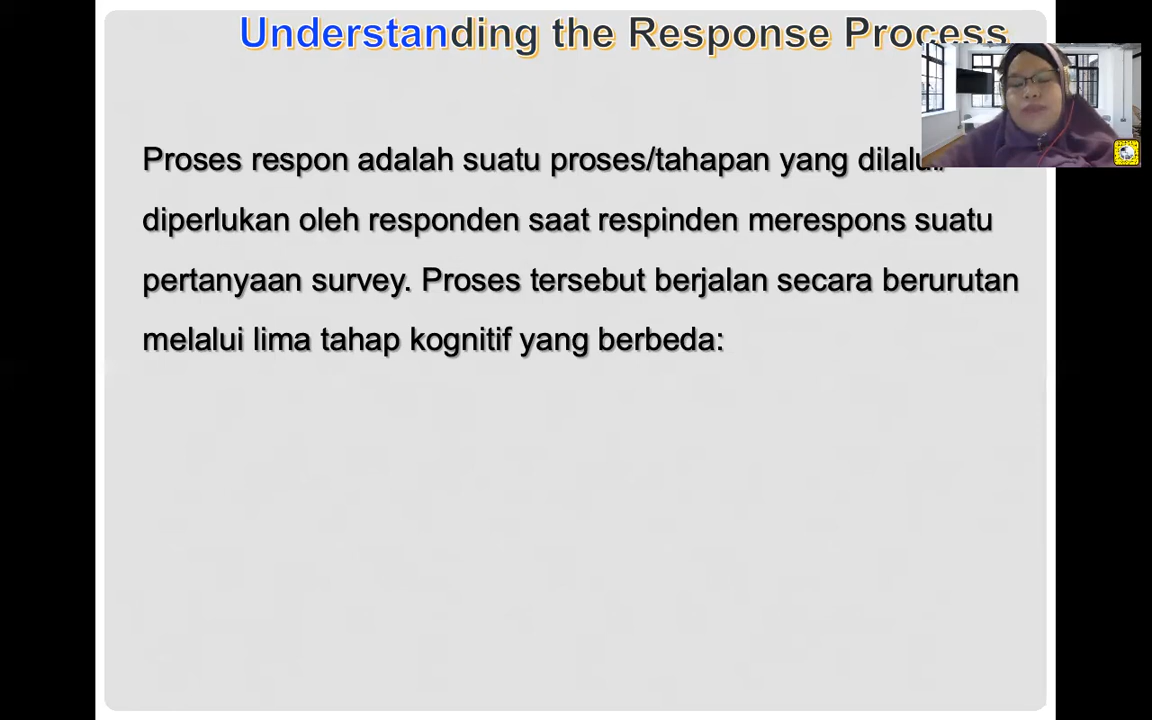 Understanding the Response Process
Proses respon adalah suatu proses/tahapan yang
diperlukan oleh responden saat respinden merespons suatu
pertanyaan survey. Proses tersebut berjalan secara berurutan
melalui lima tahap kognitif yang berbeda: